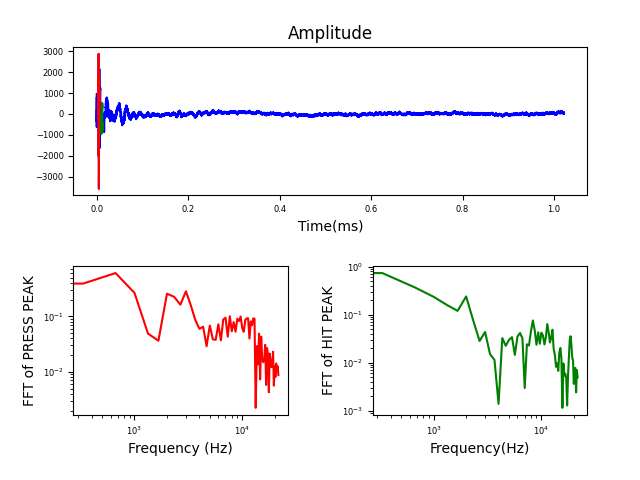 Amplitude
3000
2000
1000
0
−1000
−2000
−3000
0.0 0.2 0.4 0.6 0.8 1.0
Time(ms)
FFT of PRESS PEAK
10⁻¹
10⁻²
10³ 10⁴
Frequency (Hz)
FFT of HIT PEAK
10⁰
10⁻¹
10⁻²
10⁻³
10³ 10⁴
Frequency(Hz)